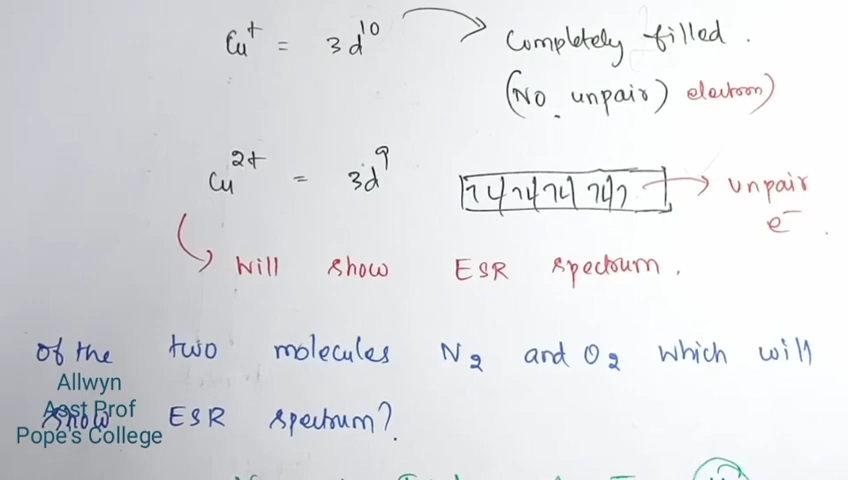 Cu⁺ = 3d¹⁰ Completely filled.
(No unpair) electron)
Cu²⁺ = 3d⁹ unpair
e⁻
Will show ESR spectrum.
of the two molecules N₂ and O₂ which will
Allwyn
show ESR spectrum?
Asst Prof
Pope's College